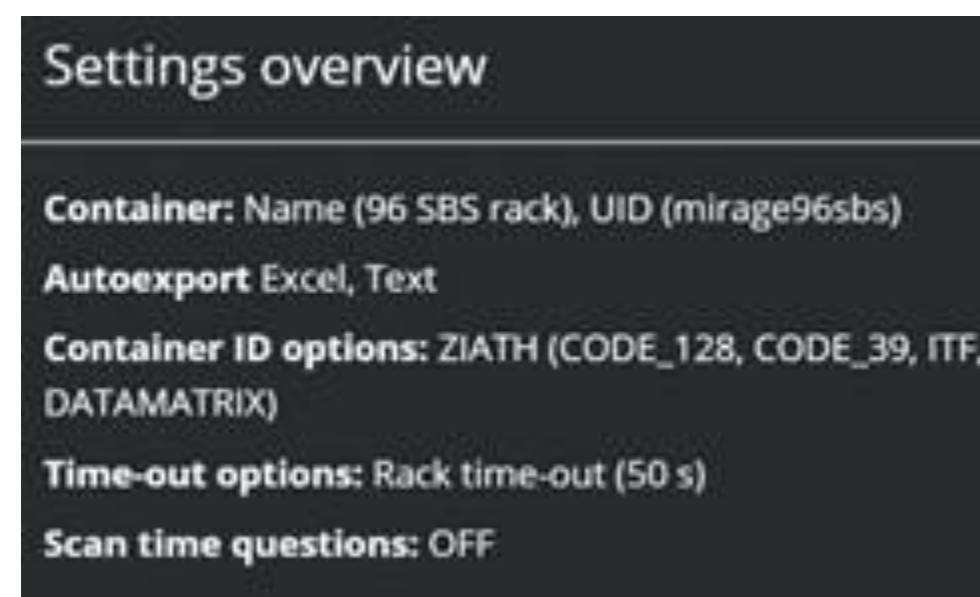 Settings overview
Container: Name (96 SBS rack), UID (mirage96sbs)
Autoexport Excel, Text
Container ID options: ZIATH (CODE_128, CODE_39, ITF,
DATAMATRIX)
Time-out options: Rack time-out (50 s)
Scan time questions: OFF